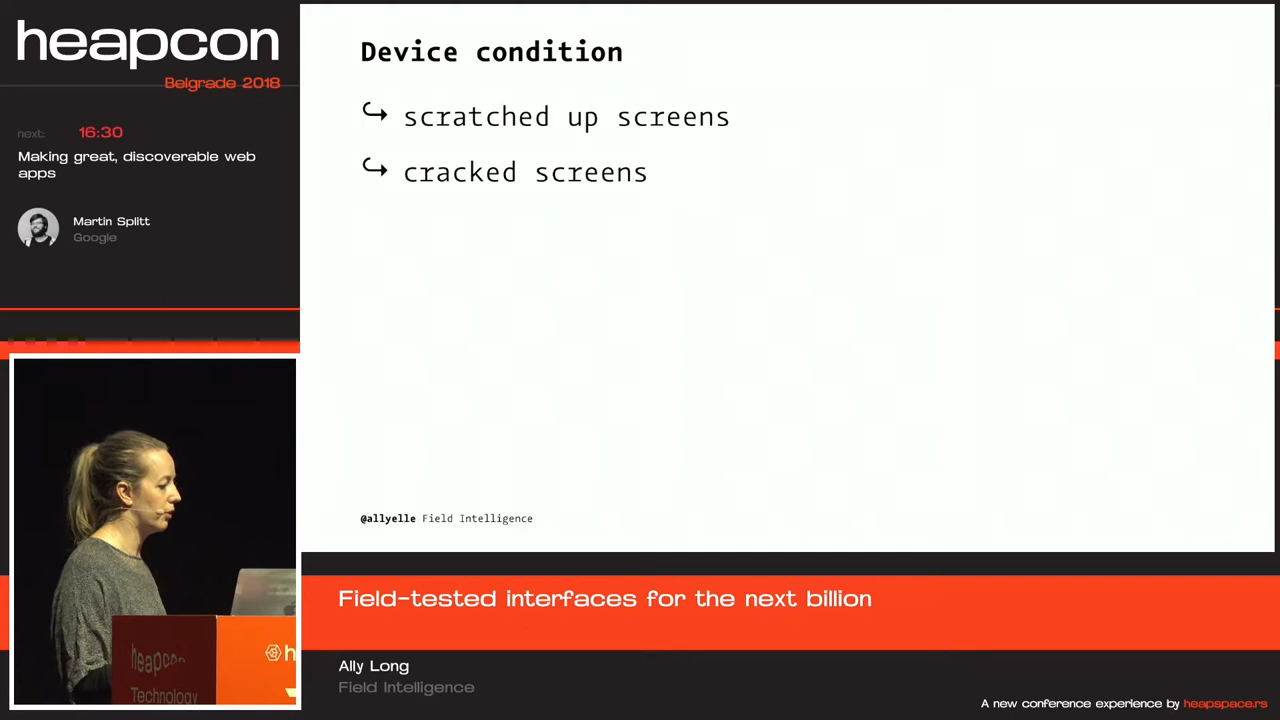 heapcon
Belgrade 2018
next: 16:30
Making great, discoverable web
apps
Martin Splitt
Google
Device condition
↪ scratched up screens
↪ cracked screens
@allyelle Field Intelligence
heapcon
Technology
h
Field-tested interfaces for the next billion
Ally Long
Field Intelligence
A new conference experience by heapspace.rs